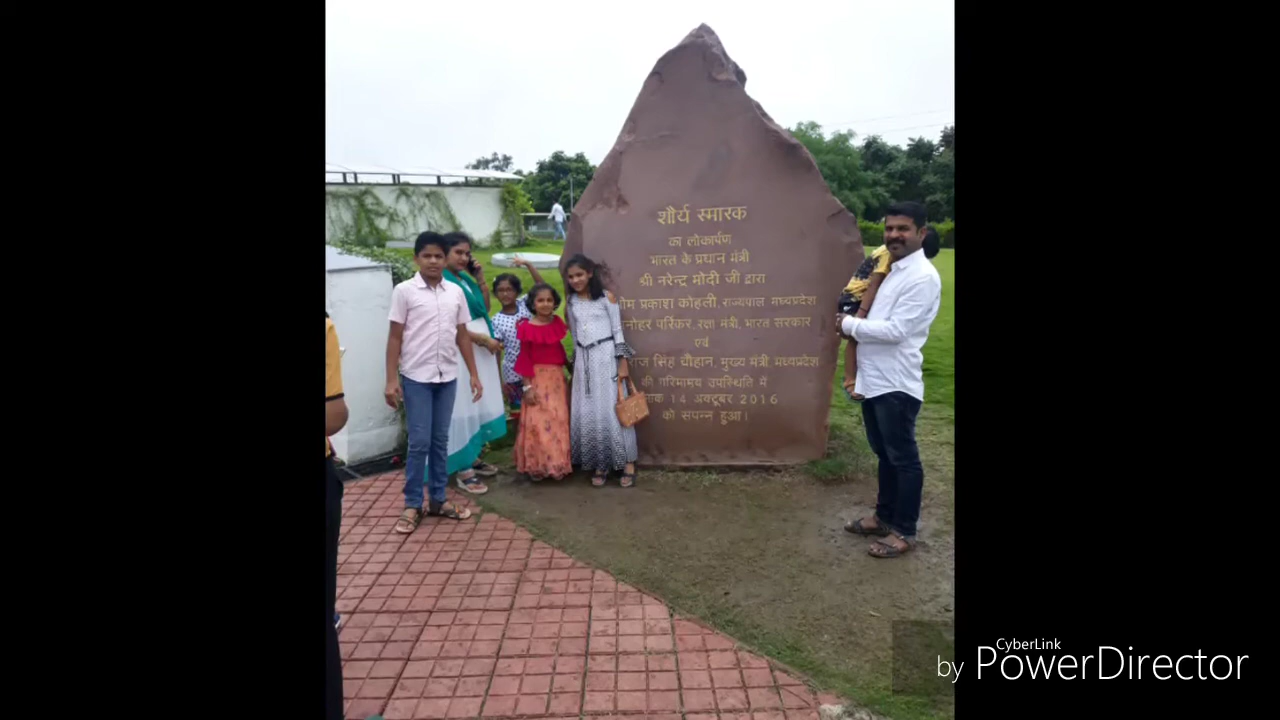 शौर्य स्मारक
का लोकार्पण
भारत के प्रधान मंत्री
श्री नरेन्द्र मोदी जी द्वारा
ओम प्रकाश कोहली, राज्यपाल मध्यप्रदेश
नोहर पर्रिकर, रक्षा मंत्री, भारत सरकार
एवं
राज सिंह चौहान, मुख्य मंत्री, मध्यप्रदेश
की गरिमामय उपस्थिति में
नांक 14 अक्टूबर 2016
को संपन्न हुआ।
CyberLink
by PowerDirector